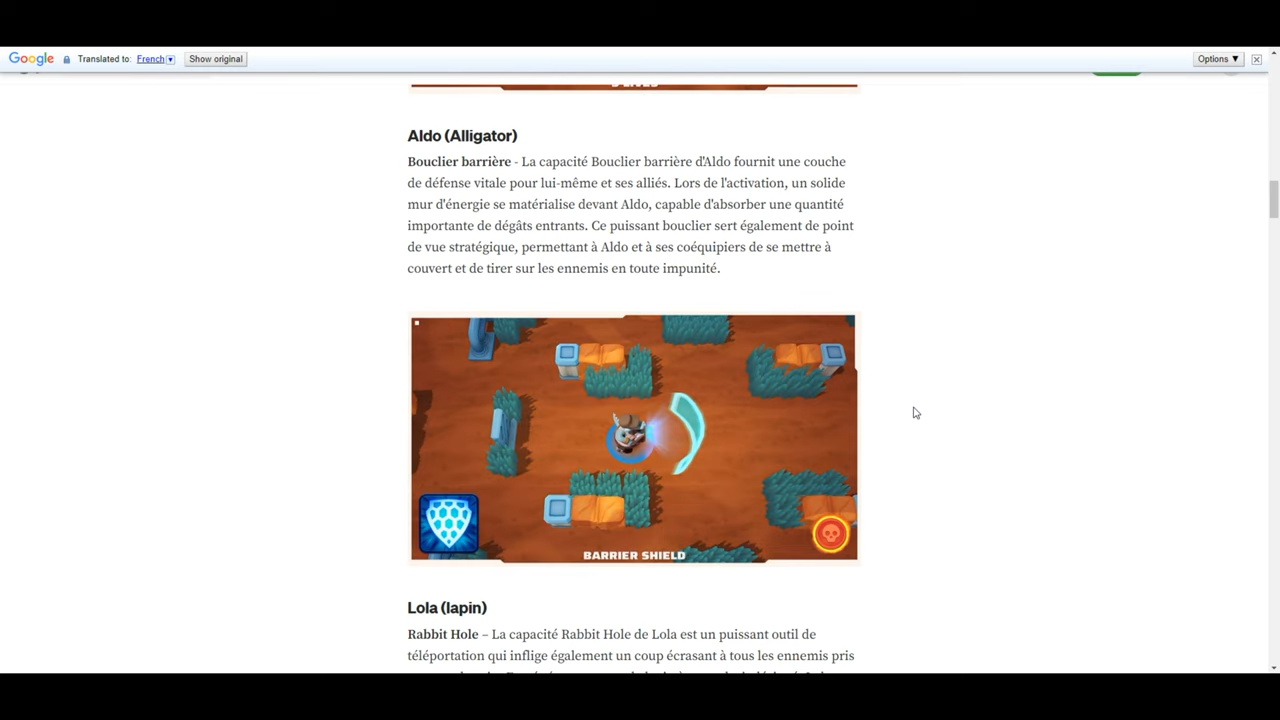 Google Translated to: French Show original Options ▼
Aldo (Alligator)
Bouclier barrière - La capacité Bouclier barrière d'Aldo fournit une couche
de défense vitale pour lui-même et ses alliés. Lors de l'activation, un solide
mur d'énergie se matérialise devant Aldo, capable d'absorber une quantité
importante de dégâts entrants. Ce puissant bouclier sert également de point
de vue stratégique, permettant à Aldo et à ses coéquipiers de se mettre à
couvert et de tirer sur les ennemis en toute impunité.
BARRIER SHIELD
Lola (lapin)
Rabbit Hole – La capacité Rabbit Hole de Lola est un puissant outil de
téléportation qui inflige également un coup écrasant à tous les ennemis pris